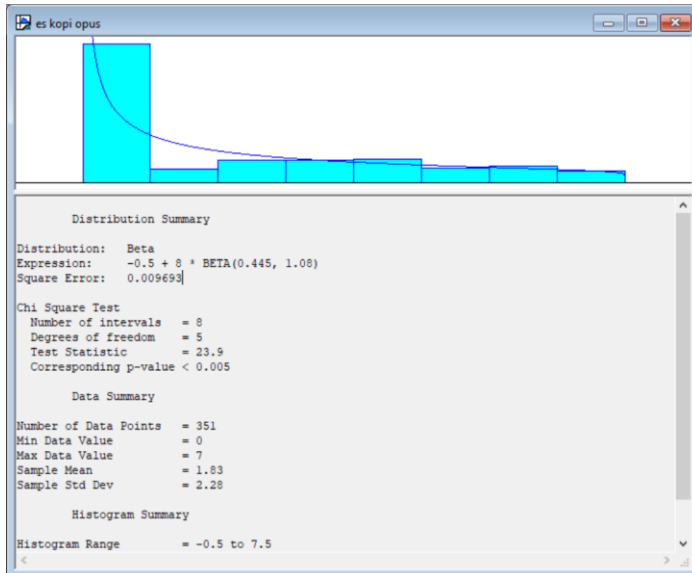 es kopi opus
Distribution Summary
Distribution: Beta
Expression: -0.5 + 8 * BETA(0.445, 1.08)
Square Error: 0.009693
Chi Square Test
Number of intervals = 8
Degrees of freedom = 5
Test Statistic = 23.9
Corresponding p-value < 0.005
Data Summary
Number of Data Points = 351
Min Data Value = 0
Max Data Value = 7
Sample Mean = 1.83
Sample Std Dev = 2.28
Histogram Summary
Histogram Range = -0.5 to 7.5